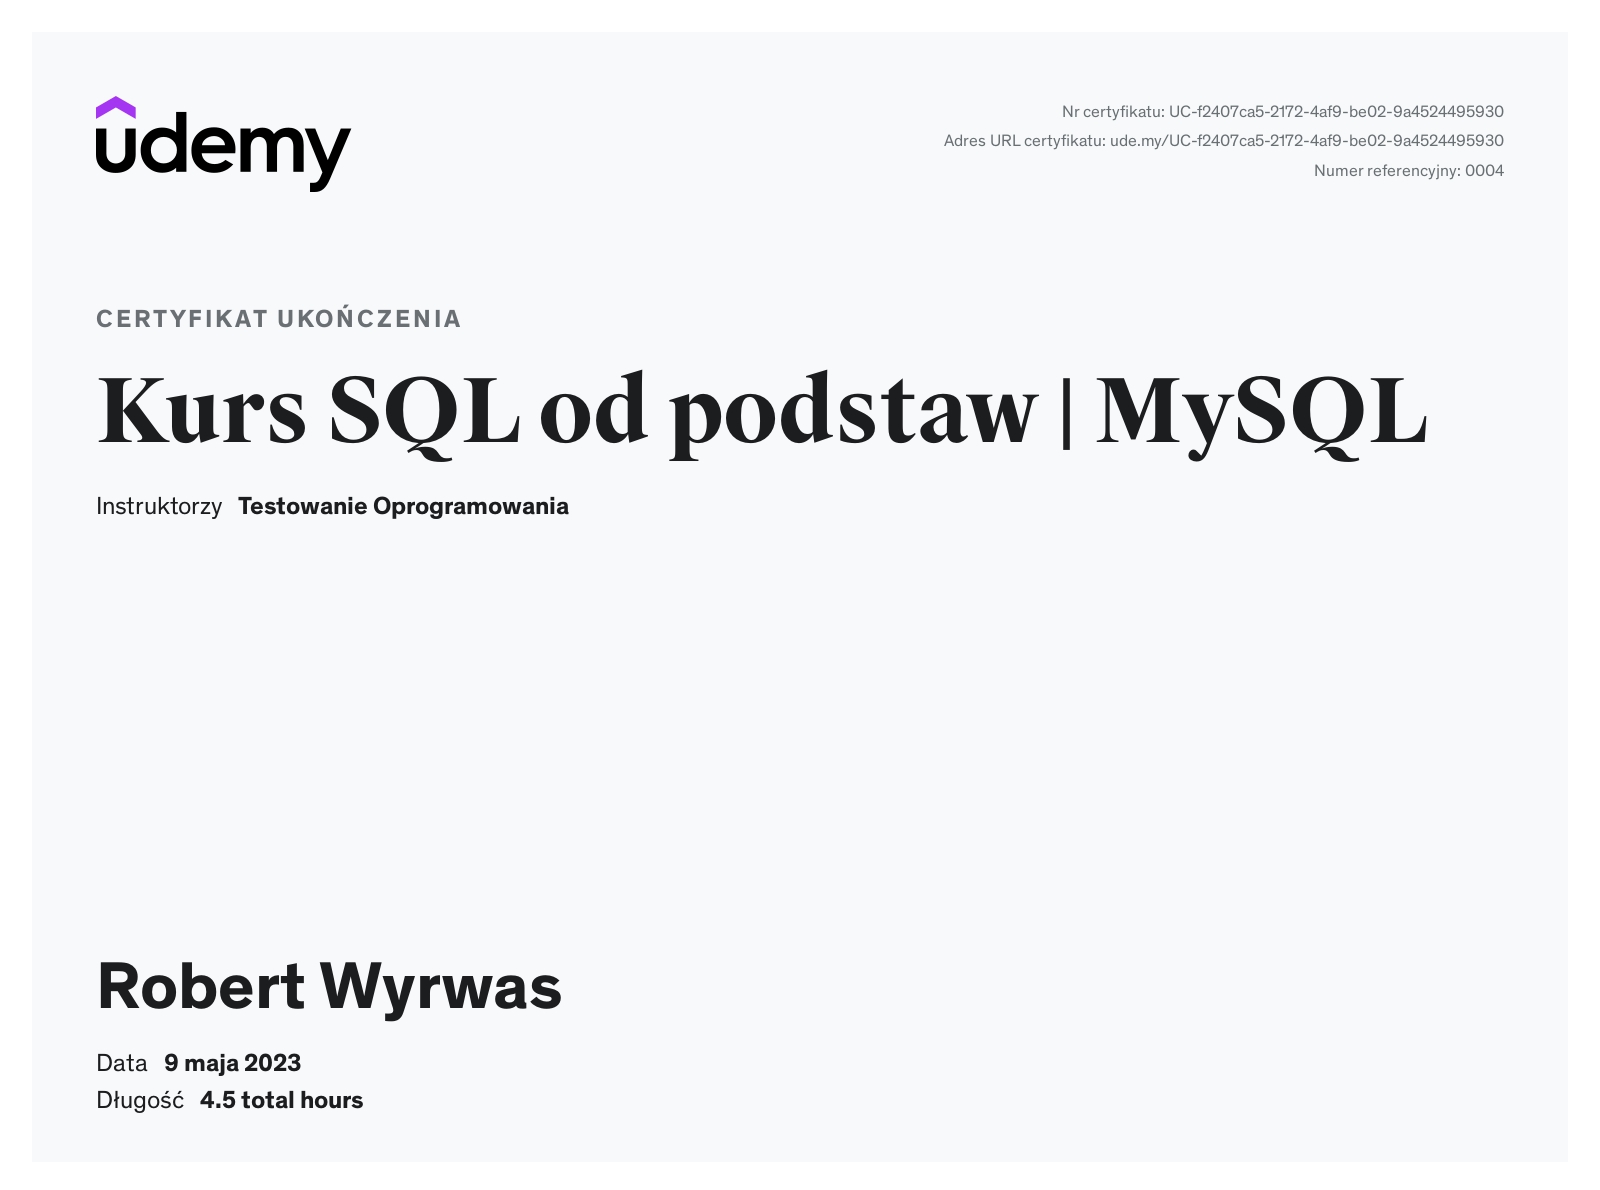 udemy
Nr certyfikatu: UC-f2407ca5-2172-4af9-be02-9a4524495930
Adres URL certyfikatu: ude.my/UC-f2407ca5-2172-4af9-be02-9a4524495930
Numer referencyjny: 0004
CERTYFIKAT UKOŃCZENIA
Kurs SQL od podstaw | MySQL
Instruktorzy Testowanie Oprogramowania
Robert Wyrwas
Data 9 maja 2023
Długość 4.5 total hours